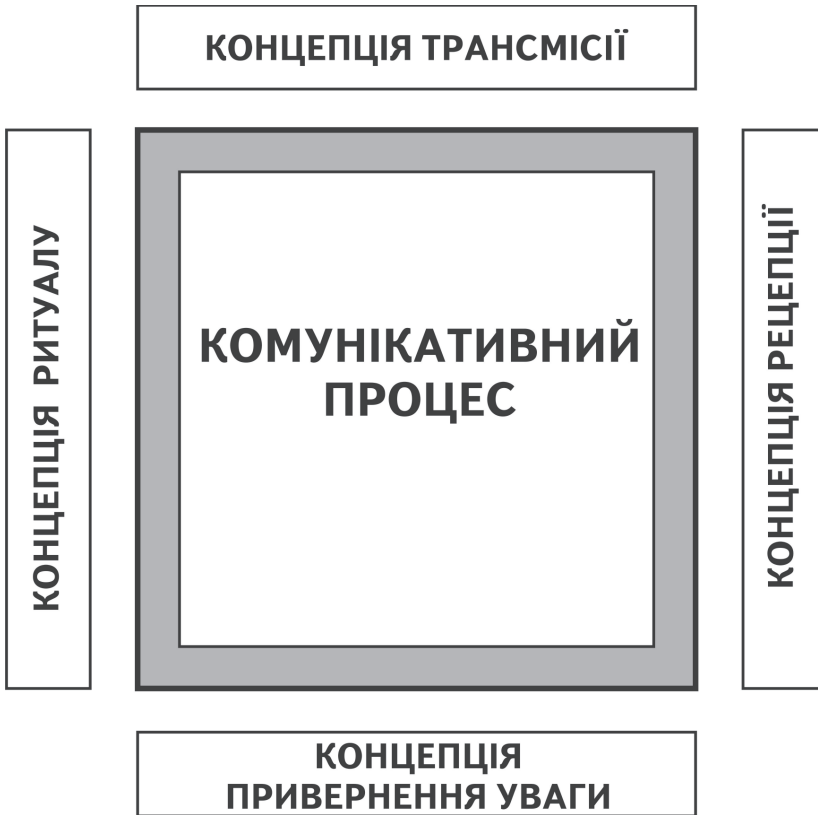 КОНЦЕПЦІЯ ТРАНСМІСІЇ
КОНЦЕПЦІЯ РИТУАЛУ
КОМУНІКАТИВНИЙ
ПРОЦЕС
КОНЦЕПЦІЯ РЕЦЕПЦІЇ
КОНЦЕПЦІЯ
ПРИВЕРНЕННЯ УВАГИ